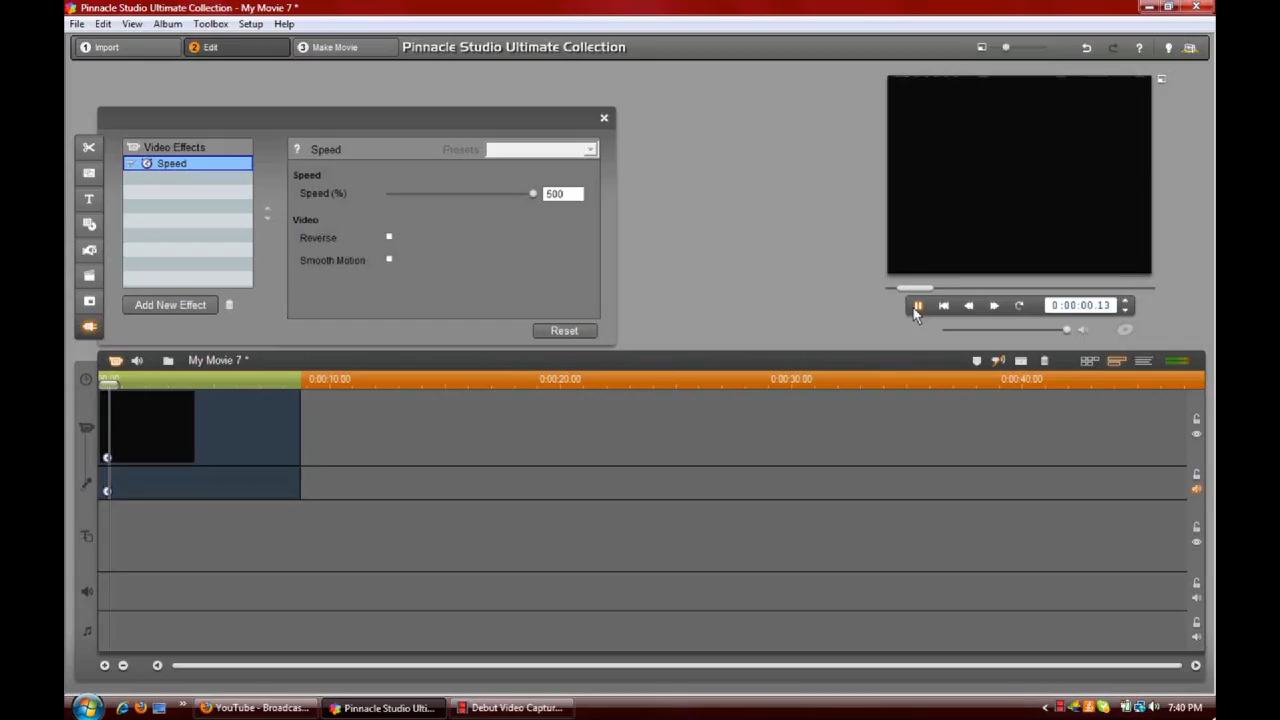 Pinnacle Studio Ultimate Collection - My Movie 7 *
File Edit View Album Toolbox Setup Help
1 Import 2 Edit 3 Make Movie Pinnacle Studio Ultimate Collection
Video Effects
Speed
Add New Effect
? Speed Presets:
Speed
Speed (%) 500
Video
Reverse
Smooth Motion
Reset
0:00:00.13
My Movie 7 *
0:00:10.00 0:00:20.00 0:00:30.00 0:00:40.00
YouTube - Broadcas... Pinnacle Studio Ulti... Debut Video Captur... 7:40 PM